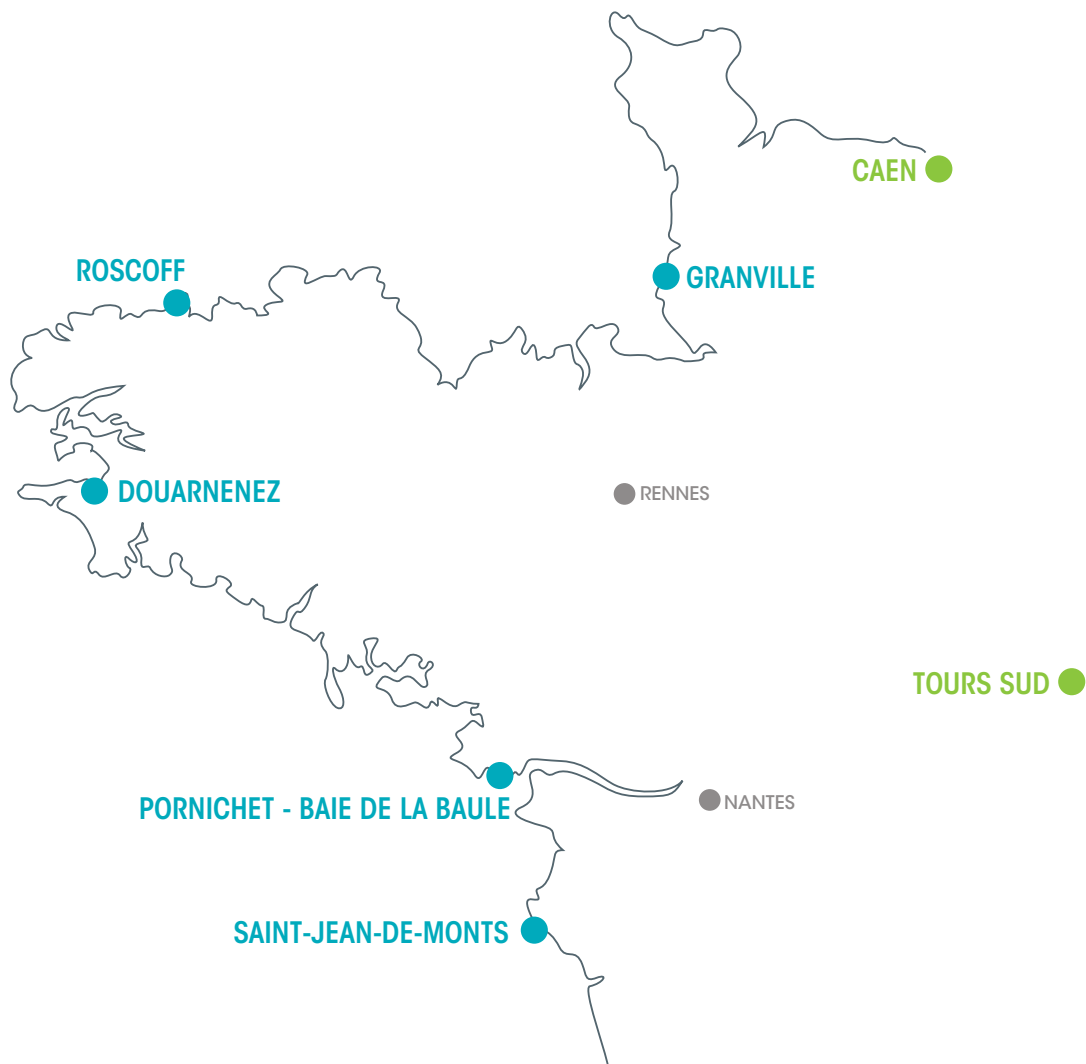 CAEN
ROSCOFF
GRANVILLE
DOUARNENEZ
RENNES
TOURS SUD
PORNICHET - BAIE DE LA BAULE
NANTES
SAINT-JEAN-DE-MONTS